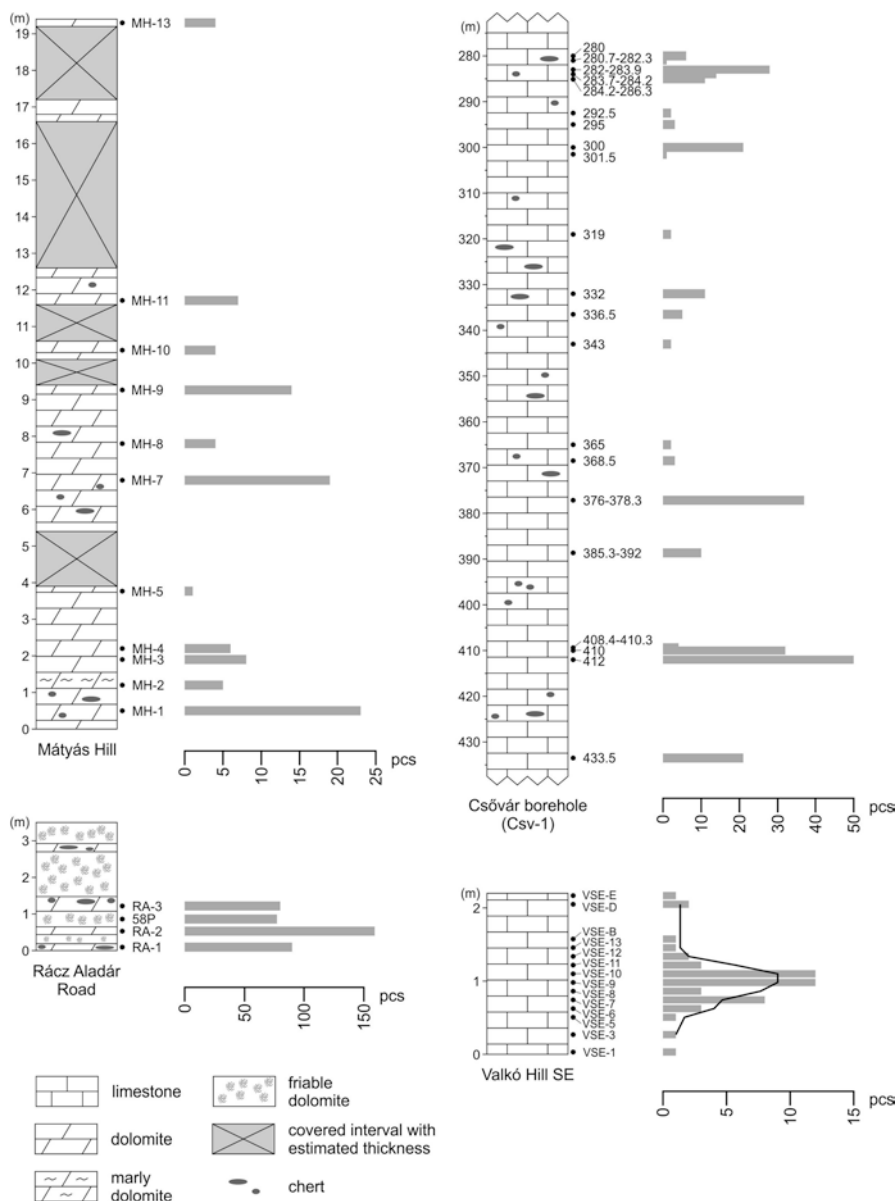 (m)
19
18
17
16
15
14
13
12
11
10
9
8
7
6
5
4
3
2
1
0
MH-13
MH-11
MH-10
MH-9
MH-8
MH-7
MH-5
MH-4
MH-3
MH-2
MH-1
Mátyás Hill
0
5
10
15
20
25
pcs
(m)
280
290
300
310
320
330
340
350
360
370
380
390
400
410
420
430
280
280.7-282.3
282-283.9
283.7-284.2
284.2-286.3
292.5
295
300
301.5
319
332
336.5
343
365
368.5
376-378.3
385.3-392
408.4-410.3
410
412
433.5
Csővár borehole
(Csv-1)
0
10
20
30
40
50
pcs
(m)
3
2
1
0
RA-3
58P
RA-2
RA-1
Rácz Aladár
Road
0
50
100
150
pcs
(m)
2
1
0
VSE-E
VSE-D
VSE-B
VSE-13
VSE-12
VSE-11
VSE-10
VSE-9
VSE-8
VSE-7
VSE-6
VSE-5
VSE-3
VSE-1
Valkó Hill SE
0
5
10
15
pcs
limestone
dolomite
marly
dolomite
friable
dolomite
covered interval with
estimated thickness
chert